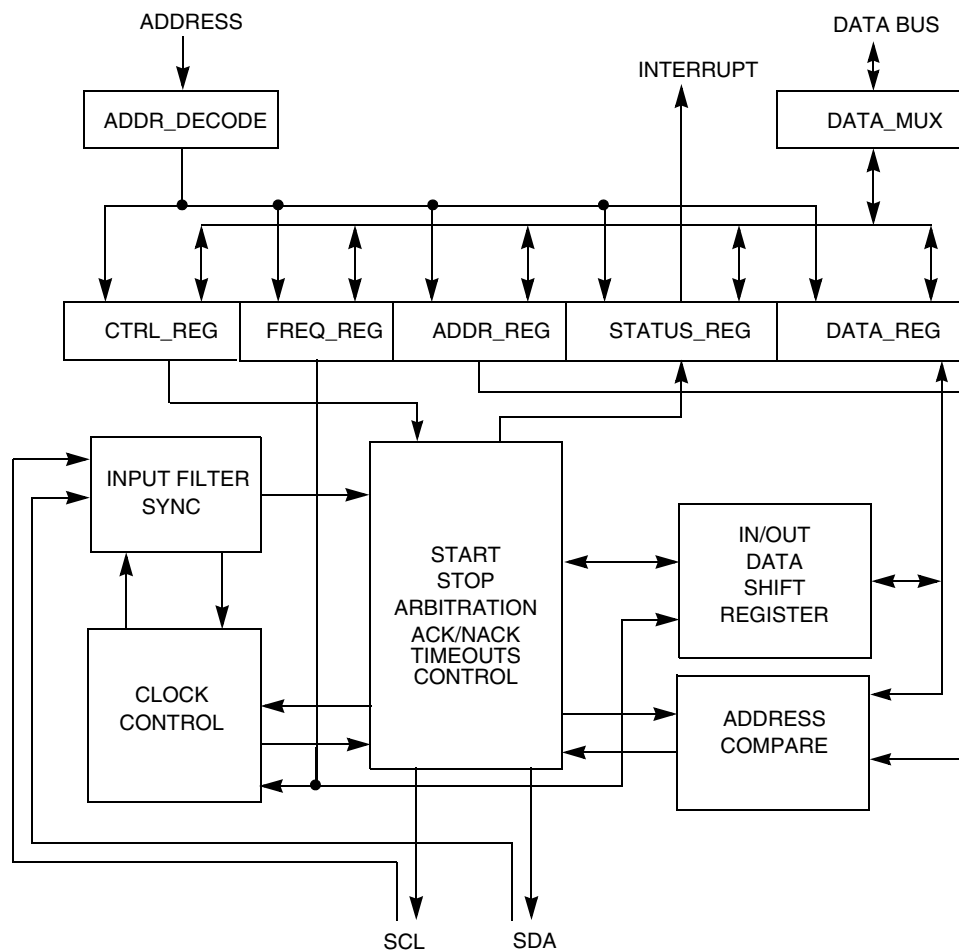 ADDRESS
DATA BUS
INTERRUPT
ADDR_DECODE
DATA_MUX
CTRL_REG
FREQ_REG
ADDR_REG
STATUS_REG
DATA_REG
INPUT FILTER
SYNC
START
STOP
ARBITRATION
ACK/NACK
TIMEOUTS
CONTROL
IN/OUT
DATA
SHIFT
REGISTER
CLOCK
CONTROL
ADDRESS
COMPARE
SCL
SDA